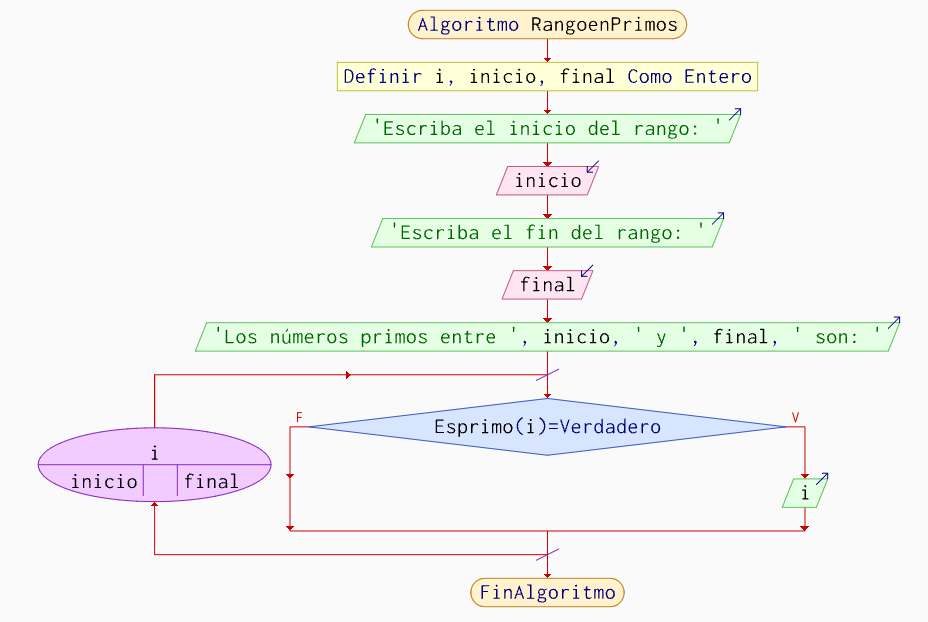 Algoritmo RangoenPrimos
Definir i, inicio, final Como Entero
'Escriba el inicio del rango: '
inicio
'Escriba el fin del rango: '
final
'Los números primos entre ', inicio, ' y ', final, ' son: '
F
Esprimo(i)=Verdadero
V
i
inicio
final
i
FinAlgoritmo